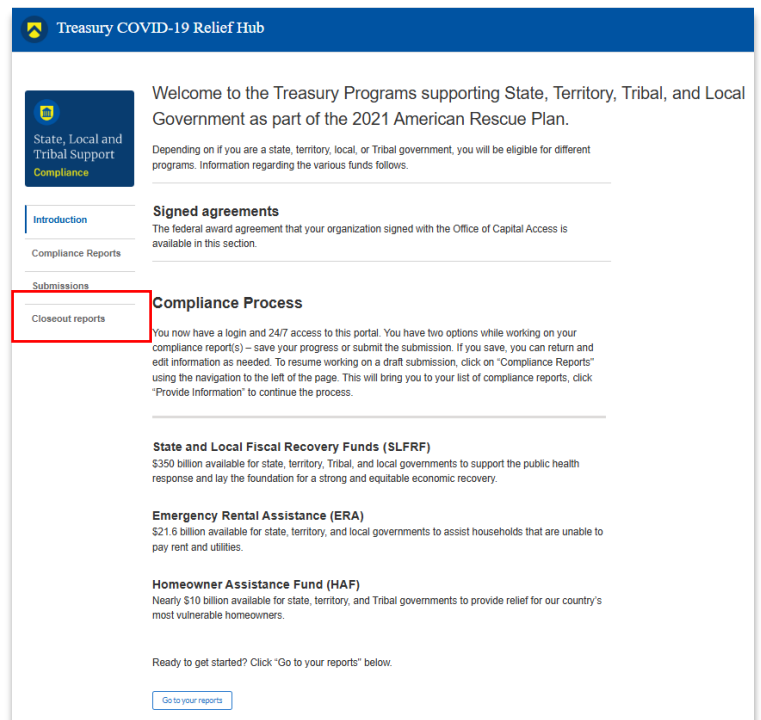 Treasury COVID-19 Relief Hub
State, Local and
Tribal Support
Compliance
Introduction
Compliance Reports
Submissions
Closeout reports
Welcome to the Treasury Programs supporting State, Territory, Tribal, and Local
Government as part of the 2021 American Rescue Plan.
Depending on if you are a state, territory, local, or Tribal government, you will be eligible for different
programs. Information regarding the various funds follows.
Signed agreements
The federal award agreement that your organization signed with the Office of Capital Access is
available in this section.
Compliance Process
You now have a login and 24/7 access to this portal. You have two options while working on your
compliance report(s) – save your progress or submit the submission. If you save, you can return and
edit information as needed. To resume working on a draft submission, click on “Compliance Reports”
using the navigation to the left of the page. This will bring you to your list of compliance reports, click
“Provide Information” to continue the process.
State and Local Fiscal Recovery Funds (SLFRF)
$350 billion available for state, territory, Tribal, and local governments to support the public health
response and lay the foundation for a strong and equitable economic recovery.
Emergency Rental Assistance (ERA)
$21.6 billion available for state, territory, and local governments to assist households that are unable to
pay rent and utilities.
Homeowner Assistance Fund (HAF)
Nearly $10 billion available for state, territory, and Tribal governments to provide relief for our country’s
most vulnerable homeowners.
Ready to get started? Click “Go to your reports” below.
Go to your reports